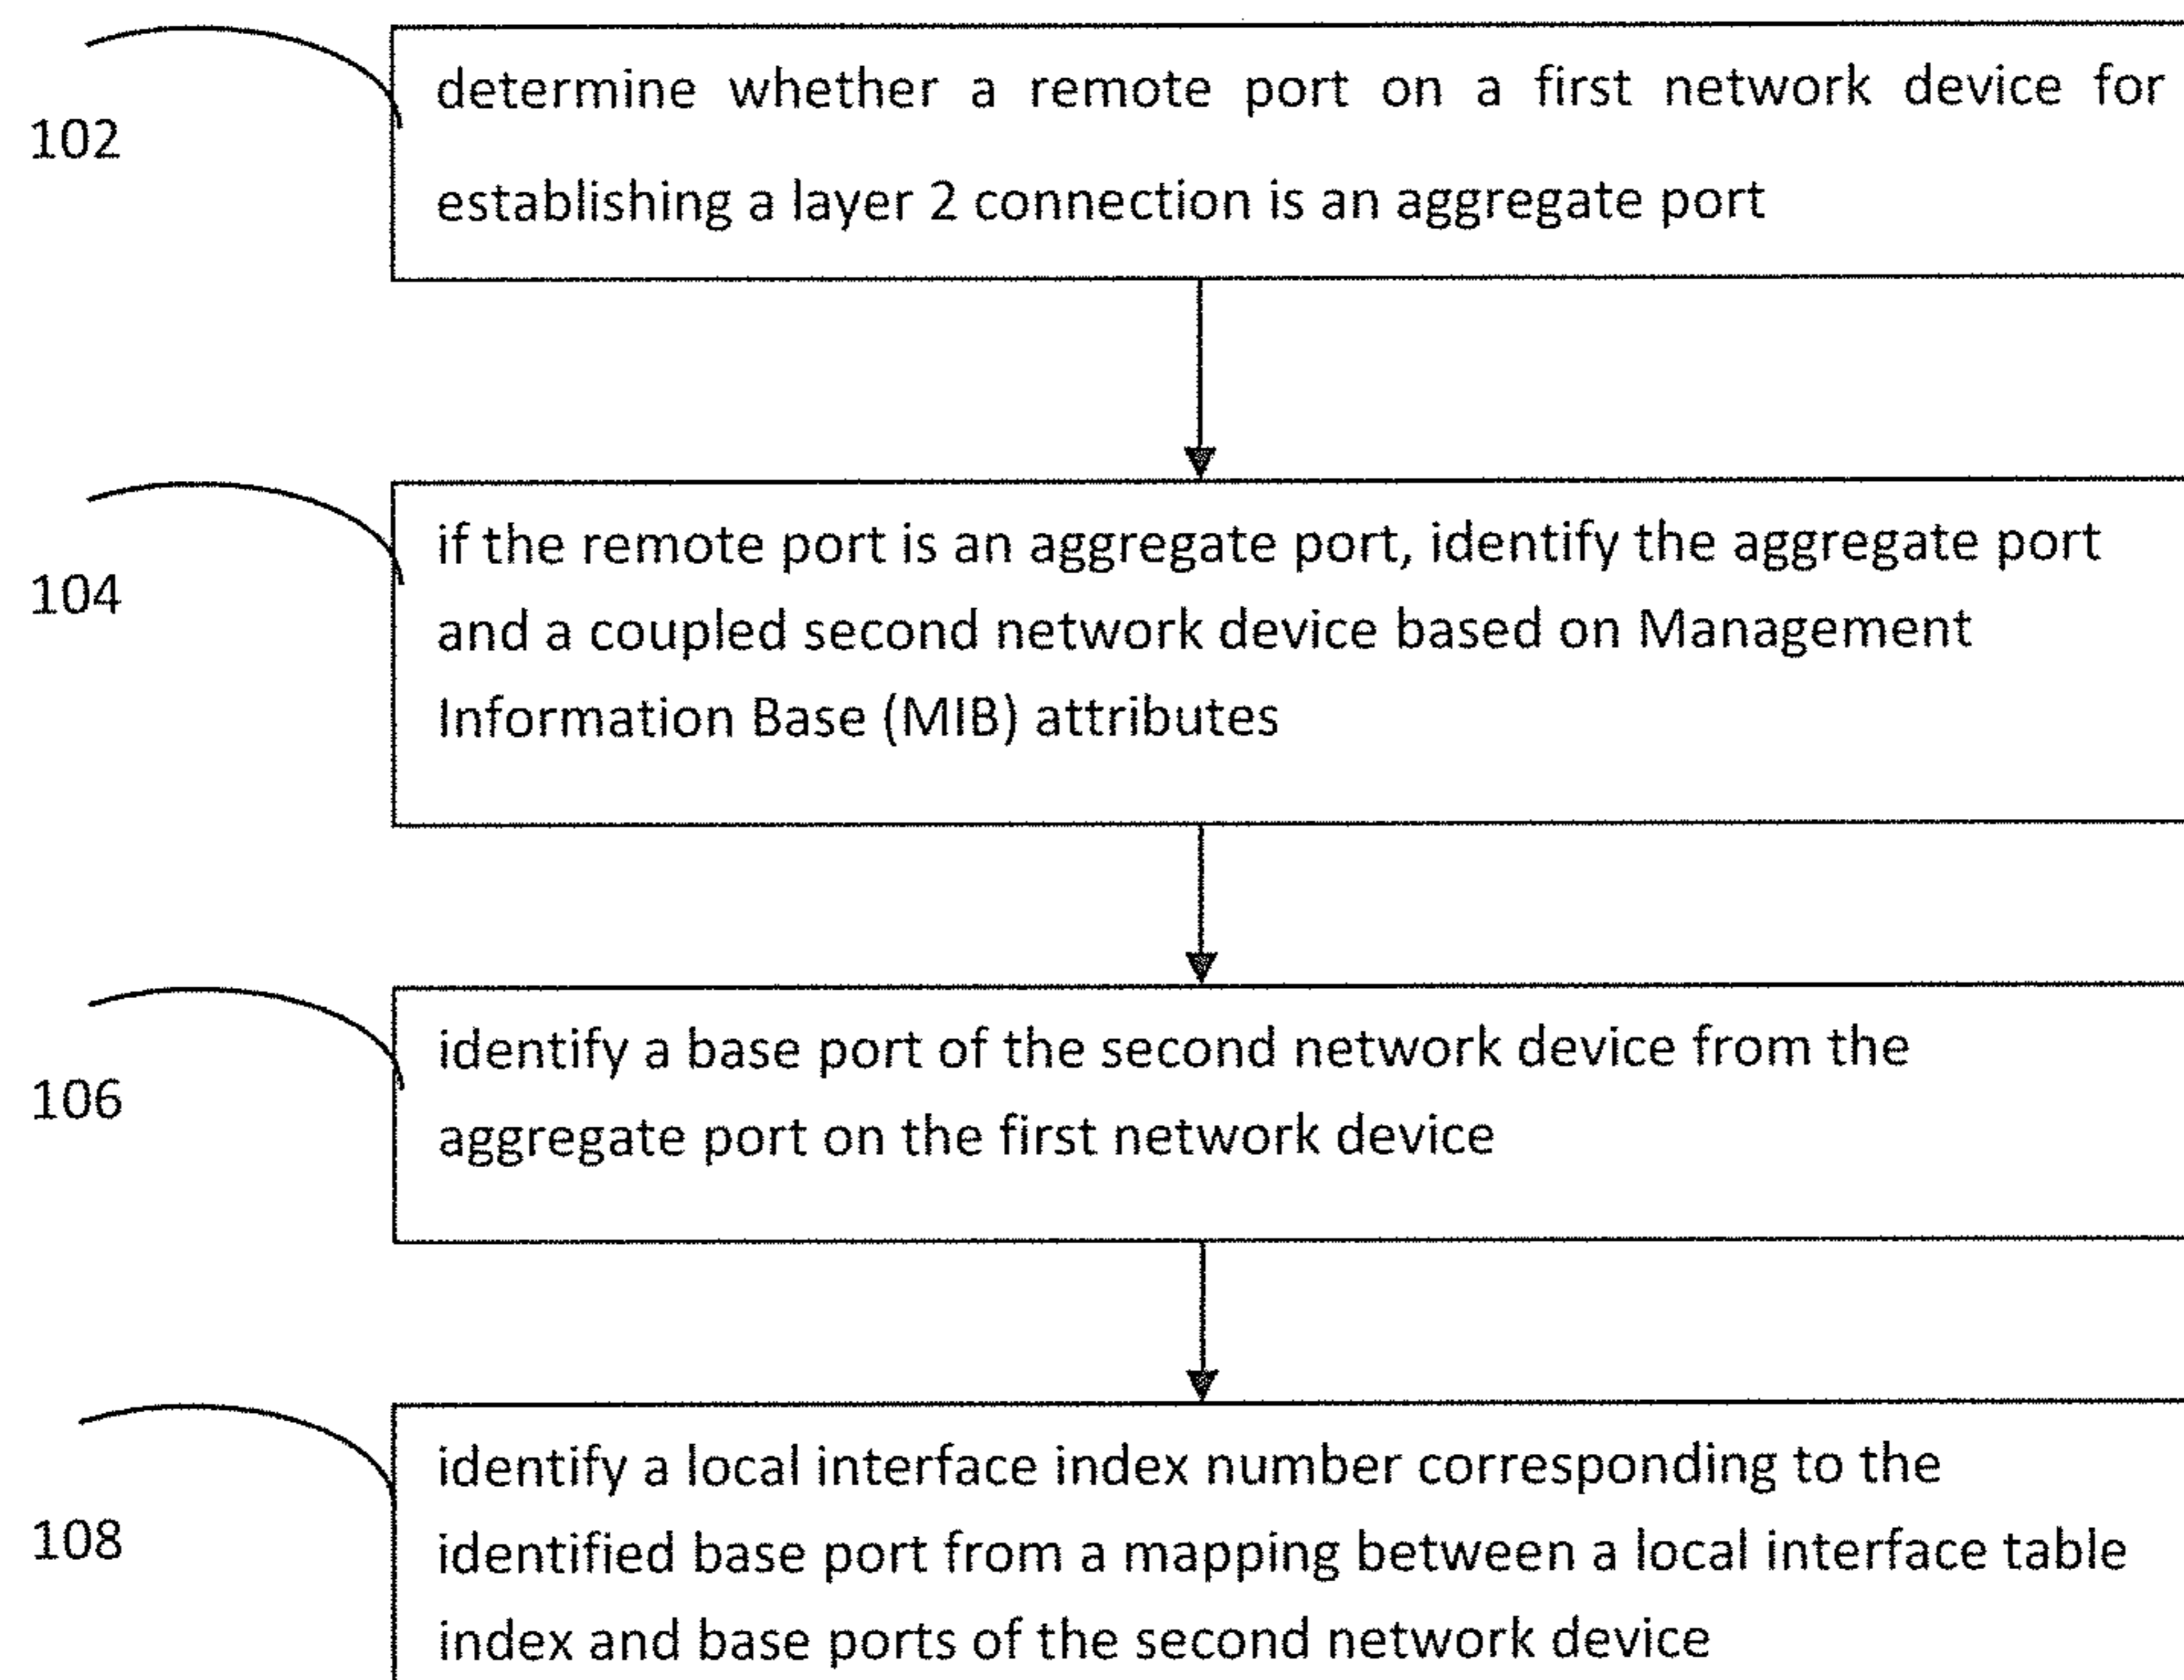 determine whether a remote port on a first network device for
102
establishing a layer 2 connection is an aggregate port
if the remote port is an aggregate port, identify the aggregate port
104
and a coupled second network device based on Management
Information Base (MIB) attributes
identify a base port of the second network device from the
106
aggregate port on the first network device
identify a local interface index number corresponding to the
108
identified base port from a mapping between a local interface table
index and base ports of the second network device